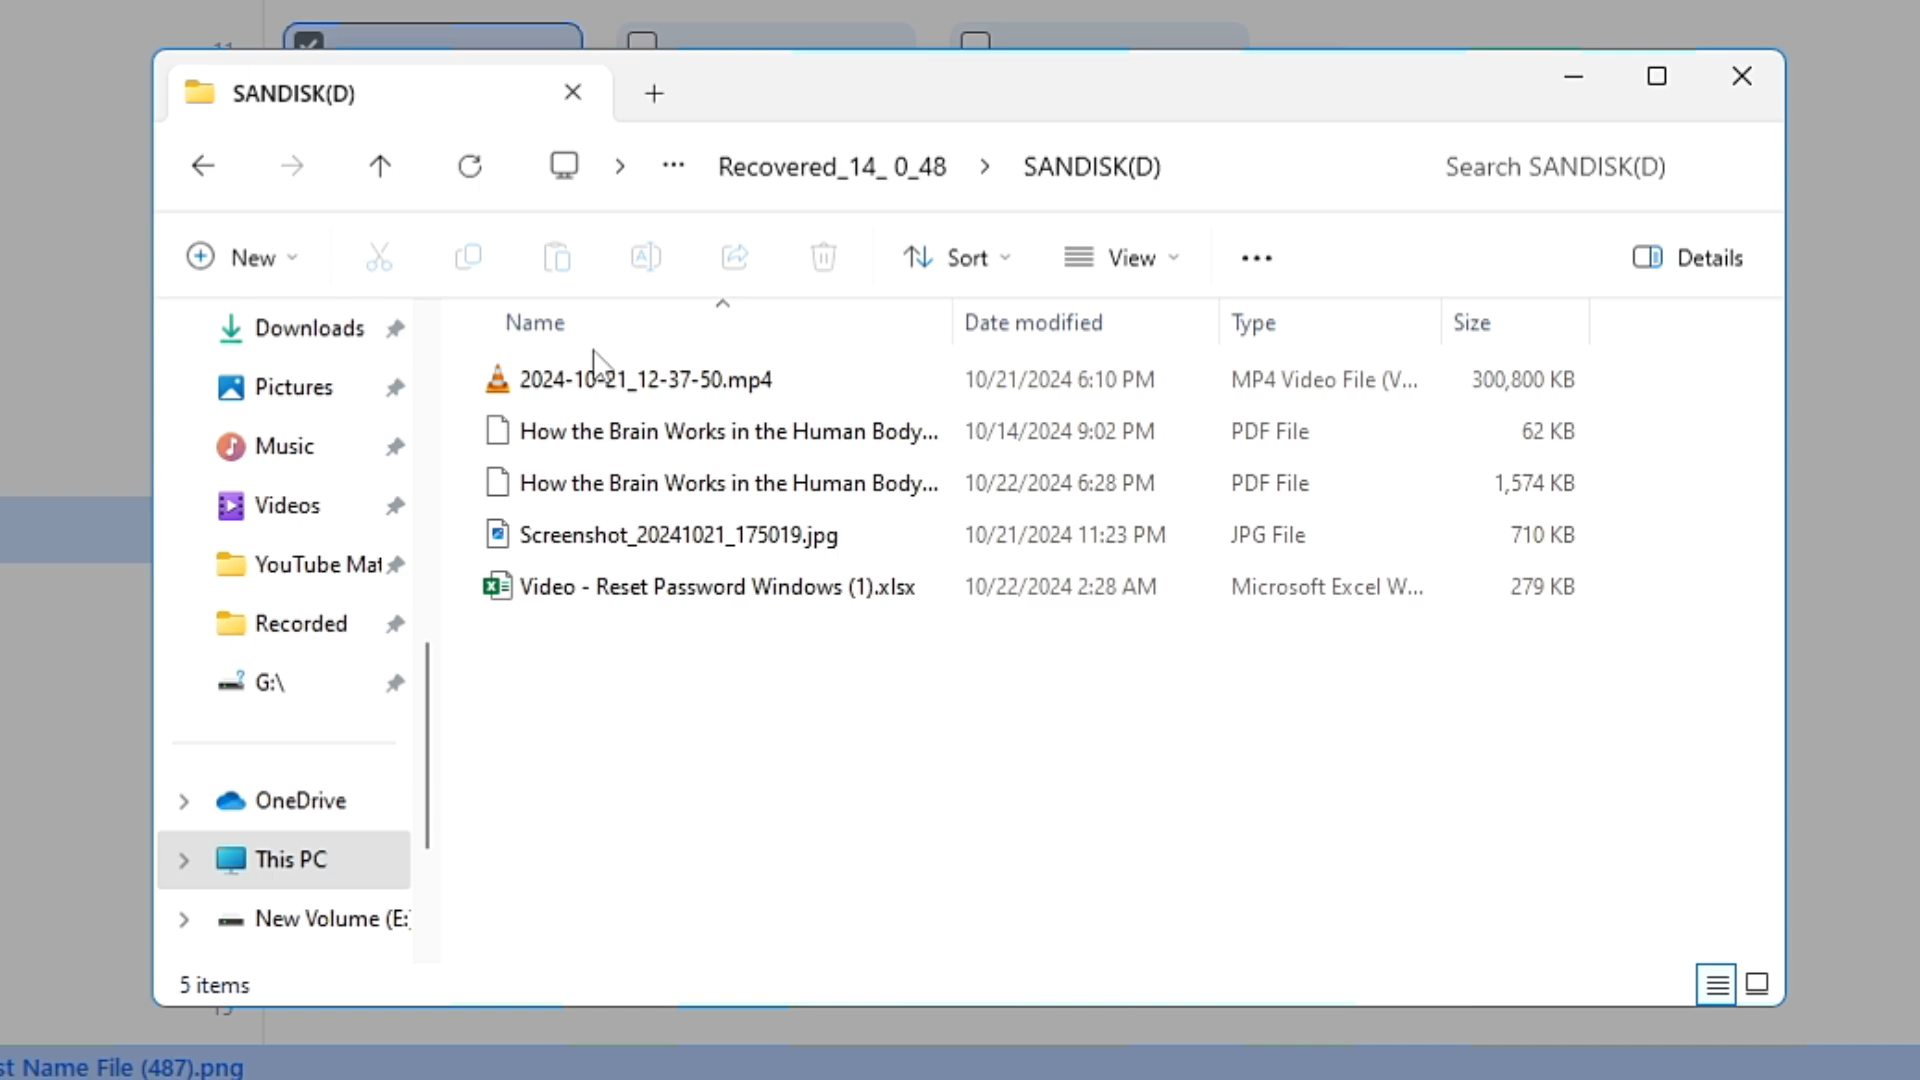 11
SANDISK(D)
Recovered_14_ 0_48 > SANDISK(D)
Search SANDISK(D)
New
Sort
View
Details
Downloads
Pictures
Music
Videos
YouTube Mat
Recorded
G:\
OneDrive
This PC
New Volume (E:)
Name Date modified Type Size
2024-10-21_12-37-50.mp4 10/21/2024 6:10 PM MP4 Video File (V... 300,800 KB
How the Brain Works in the Human Body... 10/14/2024 9:02 PM PDF File 62 KB
How the Brain Works in the Human Body... 10/22/2024 6:28 PM PDF File 1,574 KB
Screenshot_20241021_175019.jpg 10/21/2024 11:23 PM JPG File 710 KB
Video - Reset Password Windows (1).xlsx 10/22/2024 2:28 AM Microsoft Excel W... 279 KB
5 items
st Name File (487).png